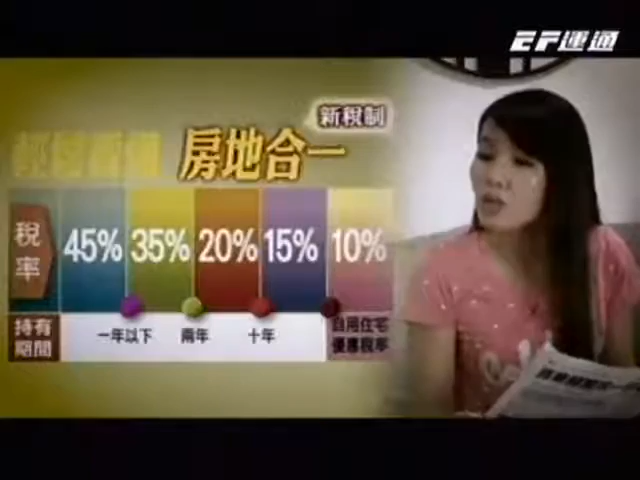 EF運通
新稅制
房地合一
稅率
45% 35% 20% 15% 10%
持有期間
一年以下 兩年 十年 自用住宅優惠稅率